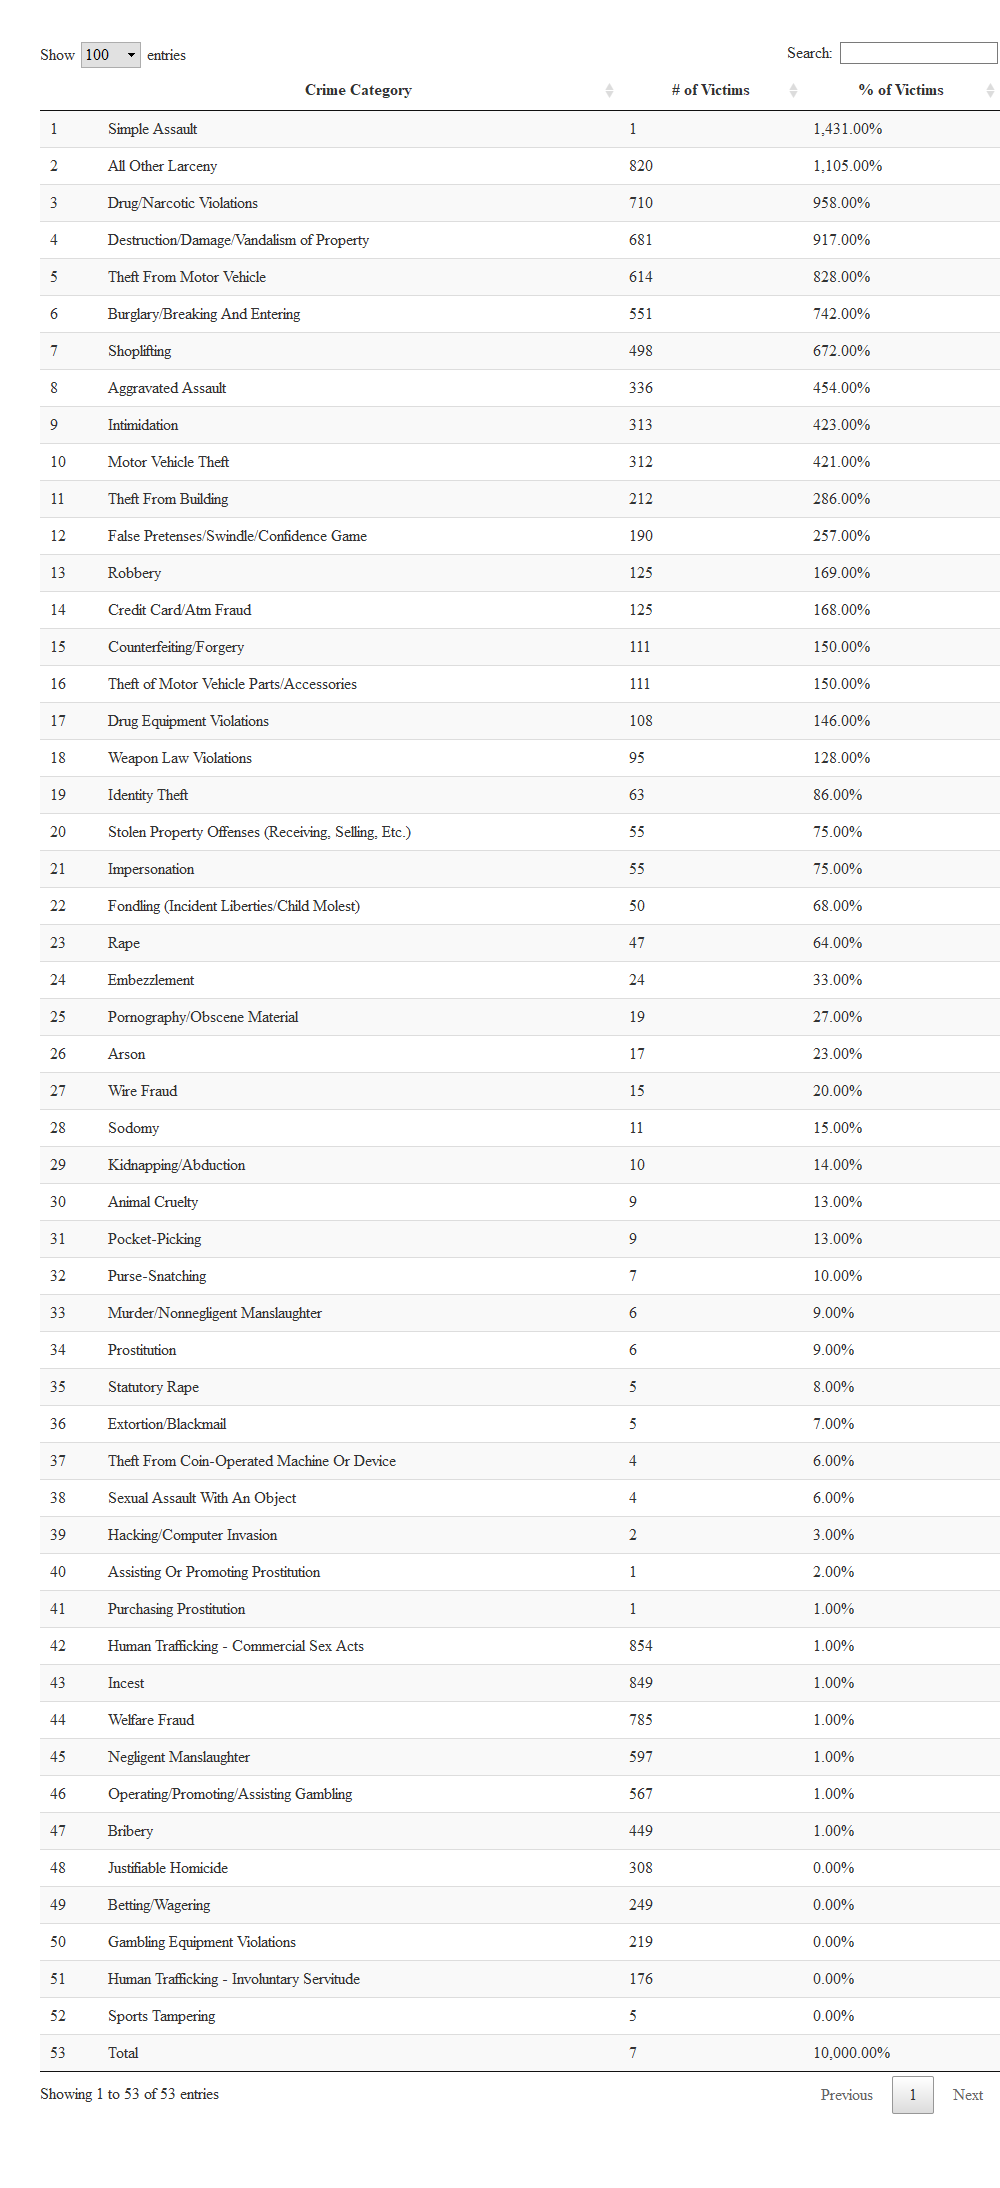 Show 100 entries Search:
Crime Category # of Victims % of Victims
1 Simple Assault 1 1,431.00%
2 All Other Larceny 820 1,105.00%
3 Drug/Narcotic Violations 710 958.00%
4 Destruction/Damage/Vandalism of Property 681 917.00%
5 Theft From Motor Vehicle 614 828.00%
6 Burglary/Breaking And Entering 551 742.00%
7 Shoplifting 498 672.00%
8 Aggravated Assault 336 454.00%
9 Intimidation 313 423.00%
10 Motor Vehicle Theft 312 421.00%
11 Theft From Building 212 286.00%
12 False Pretenses/Swindle/Confidence Game 190 257.00%
13 Robbery 125 169.00%
14 Credit Card/Atm Fraud 125 168.00%
15 Counterfeiting/Forgery 111 150.00%
16 Theft of Motor Vehicle Parts/Accessories 111 150.00%
17 Drug Equipment Violations 108 146.00%
18 Weapon Law Violations 95 128.00%
19 Identity Theft 63 86.00%
20 Stolen Property Offenses (Receiving, Selling, Etc.) 55 75.00%
21 Impersonation 55 75.00%
22 Fondling (Incident Liberties/Child Molest) 50 68.00%
23 Rape 47 64.00%
24 Embezzlement 24 33.00%
25 Pornography/Obscene Material 19 27.00%
26 Arson 17 23.00%
27 Wire Fraud 15 20.00%
28 Sodomy 11 15.00%
29 Kidnapping/Abduction 10 14.00%
30 Animal Cruelty 9 13.00%
31 Pocket-Picking 9 13.00%
32 Purse-Snatching 7 10.00%
33 Murder/Nonnegligent Manslaughter 6 9.00%
34 Prostitution 6 9.00%
35 Statutory Rape 5 8.00%
36 Extortion/Blackmail 5 7.00%
37 Theft From Coin-Operated Machine Or Device 4 6.00%
38 Sexual Assault With An Object 4 6.00%
39 Hacking/Computer Invasion 2 3.00%
40 Assisting Or Promoting Prostitution 1 2.00%
41 Purchasing Prostitution 1 1.00%
42 Human Trafficking - Commercial Sex Acts 854 1.00%
43 Incest 849 1.00%
44 Welfare Fraud 785 1.00%
45 Negligent Manslaughter 597 1.00%
46 Operating/Promoting/Assisting Gambling 567 1.00%
47 Bribery 449 1.00%
48 Justifiable Homicide 308 0.00%
49 Betting/Wagering 249 0.00%
50 Gambling Equipment Violations 219 0.00%
51 Human Trafficking - Involuntary Servitude 176 0.00%
52 Sports Tampering 5 0.00%
53 Total 7 10,000.00%
Showing 1 to 53 of 53 entries Previous 1 Next